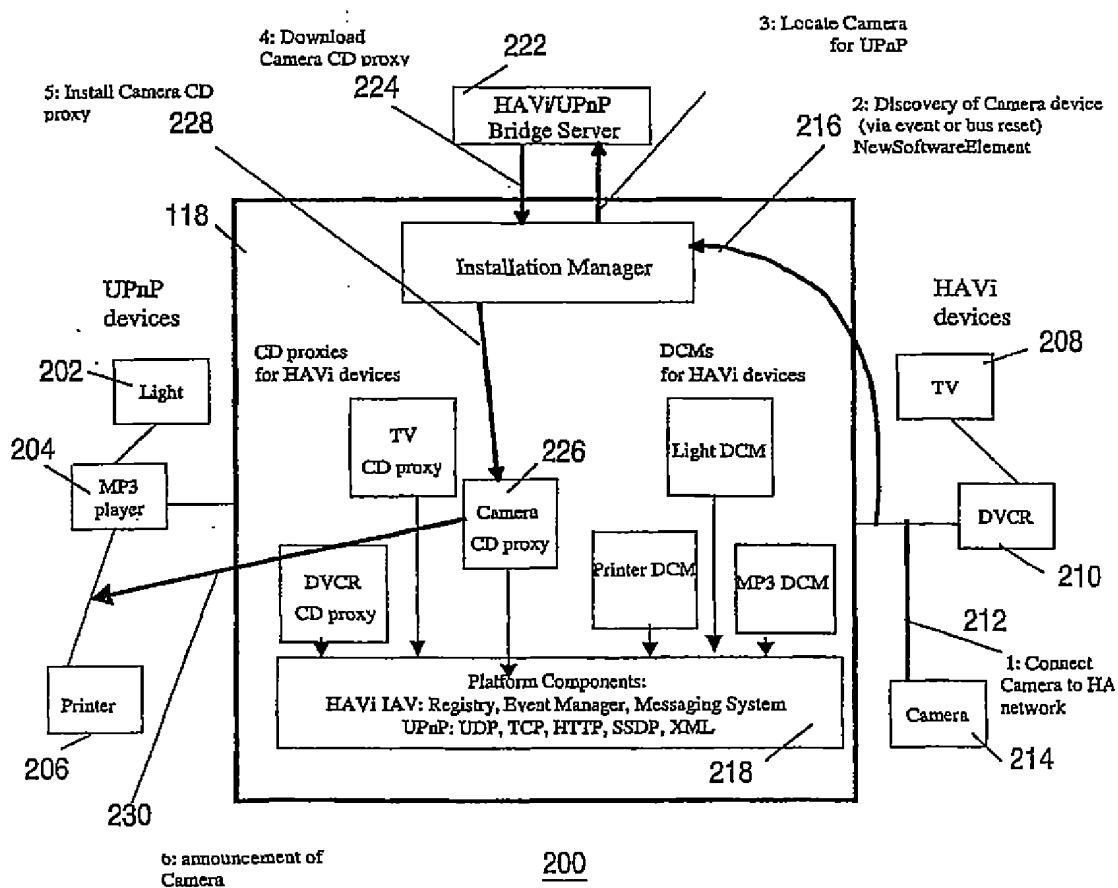 4: Download
Camera CD proxy
224
222
3: Locate Camera
for UPnP
5: Install Camera CD
proxy
228
HAVi/UPnP
Bridge Server
216
2: Discovery of Camera device
(via event or bus reset)
NewSoftwareElement
118
Installation Manager
UPnP
devices
HAVi
devices
202
Light
CD proxies
for HAVi devices
DCMs
for HAVi devices
208
TV
204
MP3
player
TV
CD proxy
226
Camera
CD proxy
Light DCM
DVCR
210
DVCR
CD proxy
Printer DCM
MP3 DCM
212
1: Connect
Camera to HA
network
Printer
206
Platform Components:
HAVi IAV: Registry, Event Manager, Messaging System
UPnP: UDP, TCP, HTTP, SSDP, XML
218
Camera
214
230
6: announcement of
Camera
200